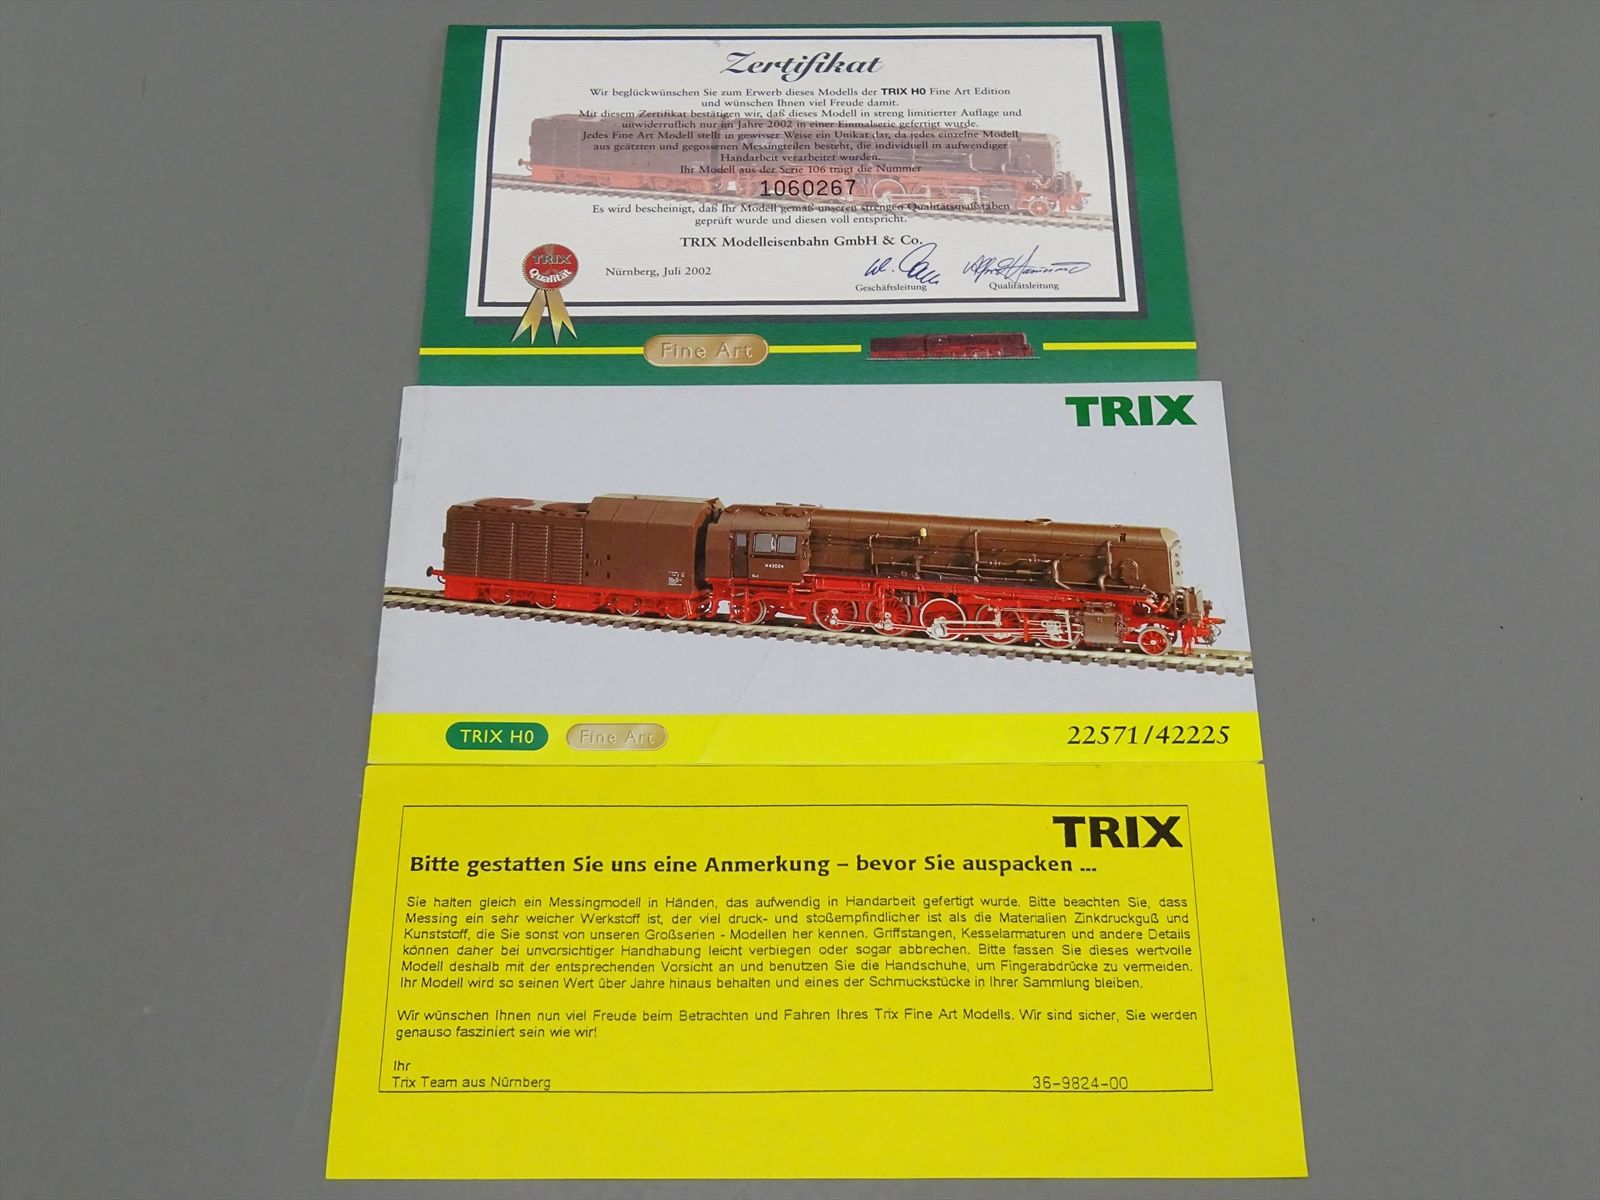 Zertifikat
Wir beglückwünschen Sie zum Erwerb dieses Modells der TRIX H0 Fine Art Edition
und wünschen Ihnen viel Freude damit.
Mit diesem Zertifikat bestätigen wir, daß dieses Modell in streng limitierter Auflage und
unwiderruflich nur im Jahre 2002 in einer Einmalserie gefertigt wurde.
Jedes Fine Art Modell stellt in gewisser Weise ein Unikat dar, da jedes einzelne Modell
aus geätzten und gegossenen Messingteilen besteht, die individuell in aufwendiger
Handarbeit verarbeitet wurden.
Ihr Modell aus der Serie 106 trägt die Nummer
1060267
Es wird bescheinigt, daß Ihr Modell gemäß unseren strengen Qualitätsmaßstäben
geprüft wurde und diesen voll entspricht.
TRIX Modelleisenbahn GmbH & Co.
TRIX
Qualität
Nürnberg, Juli 2002
Geschäftsleitung
Qualitätsleitung
Fine Art
TRIX
TRIX H0
Fine Art
22571/42225
TRIX
Bitte gestatten Sie uns eine Anmerkung – bevor Sie auspacken ...
Sie halten gleich ein Messingmodell in Händen, das aufwendig in Handarbeit gefertigt wurde. Bitte beachten Sie, dass
Messing ein sehr weicher Werkstoff ist, der viel druck- und stoßempfindlicher ist als die Materialien Zinkdruckguß und
Kunststoff, die Sie sonst von unseren Großserien - Modellen her kennen. Griffstangen, Kesselarmaturen und andere Details
können daher bei unvorsichtiger Handhabung leicht verbiegen oder sogar abbrechen. Bitte fassen Sie dieses wertvolle
Modell deshalb mit der entsprechenden Vorsicht an und benutzen Sie die Handschuhe, um Fingerabdrücke zu vermeiden.
Ihr Modell wird so seinen Wert über Jahre hinaus behalten und eines der Schmuckstücke in Ihrer Sammlung bleiben.
Wir wünschen Ihnen nun viel Freude beim Betrachten und Fahren Ihres Trix Fine Art Modells. Wir sind sicher, Sie werden
genauso fasziniert sein wie wir!
Ihr
Trix Team aus Nürnberg
36-9824-00